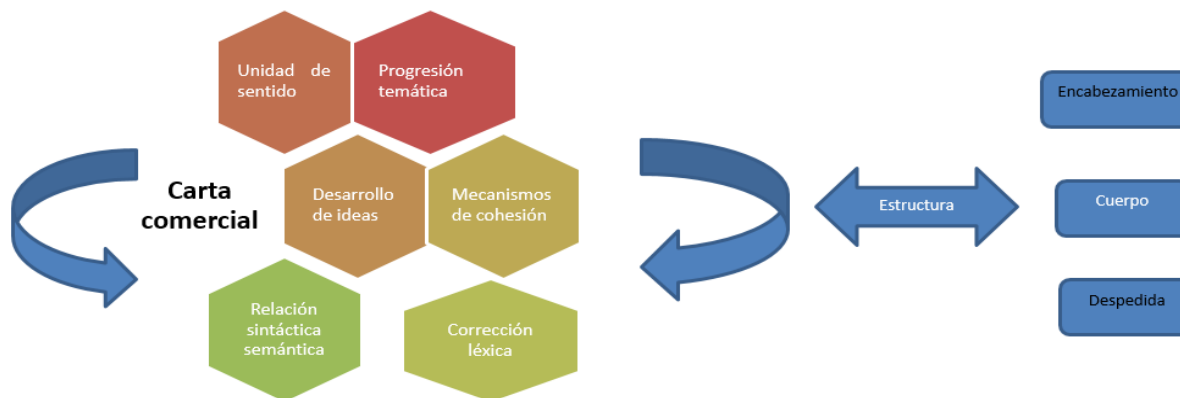 Unidad de
sentido
Progresión
temática
Carta
comercial
Desarrollo
de ideas
Mecanismos
de cohesión
Relación
sintáctica
semántica
Corrección
léxica
Estructura
Encabezamiento
Cuerpo
Despedida